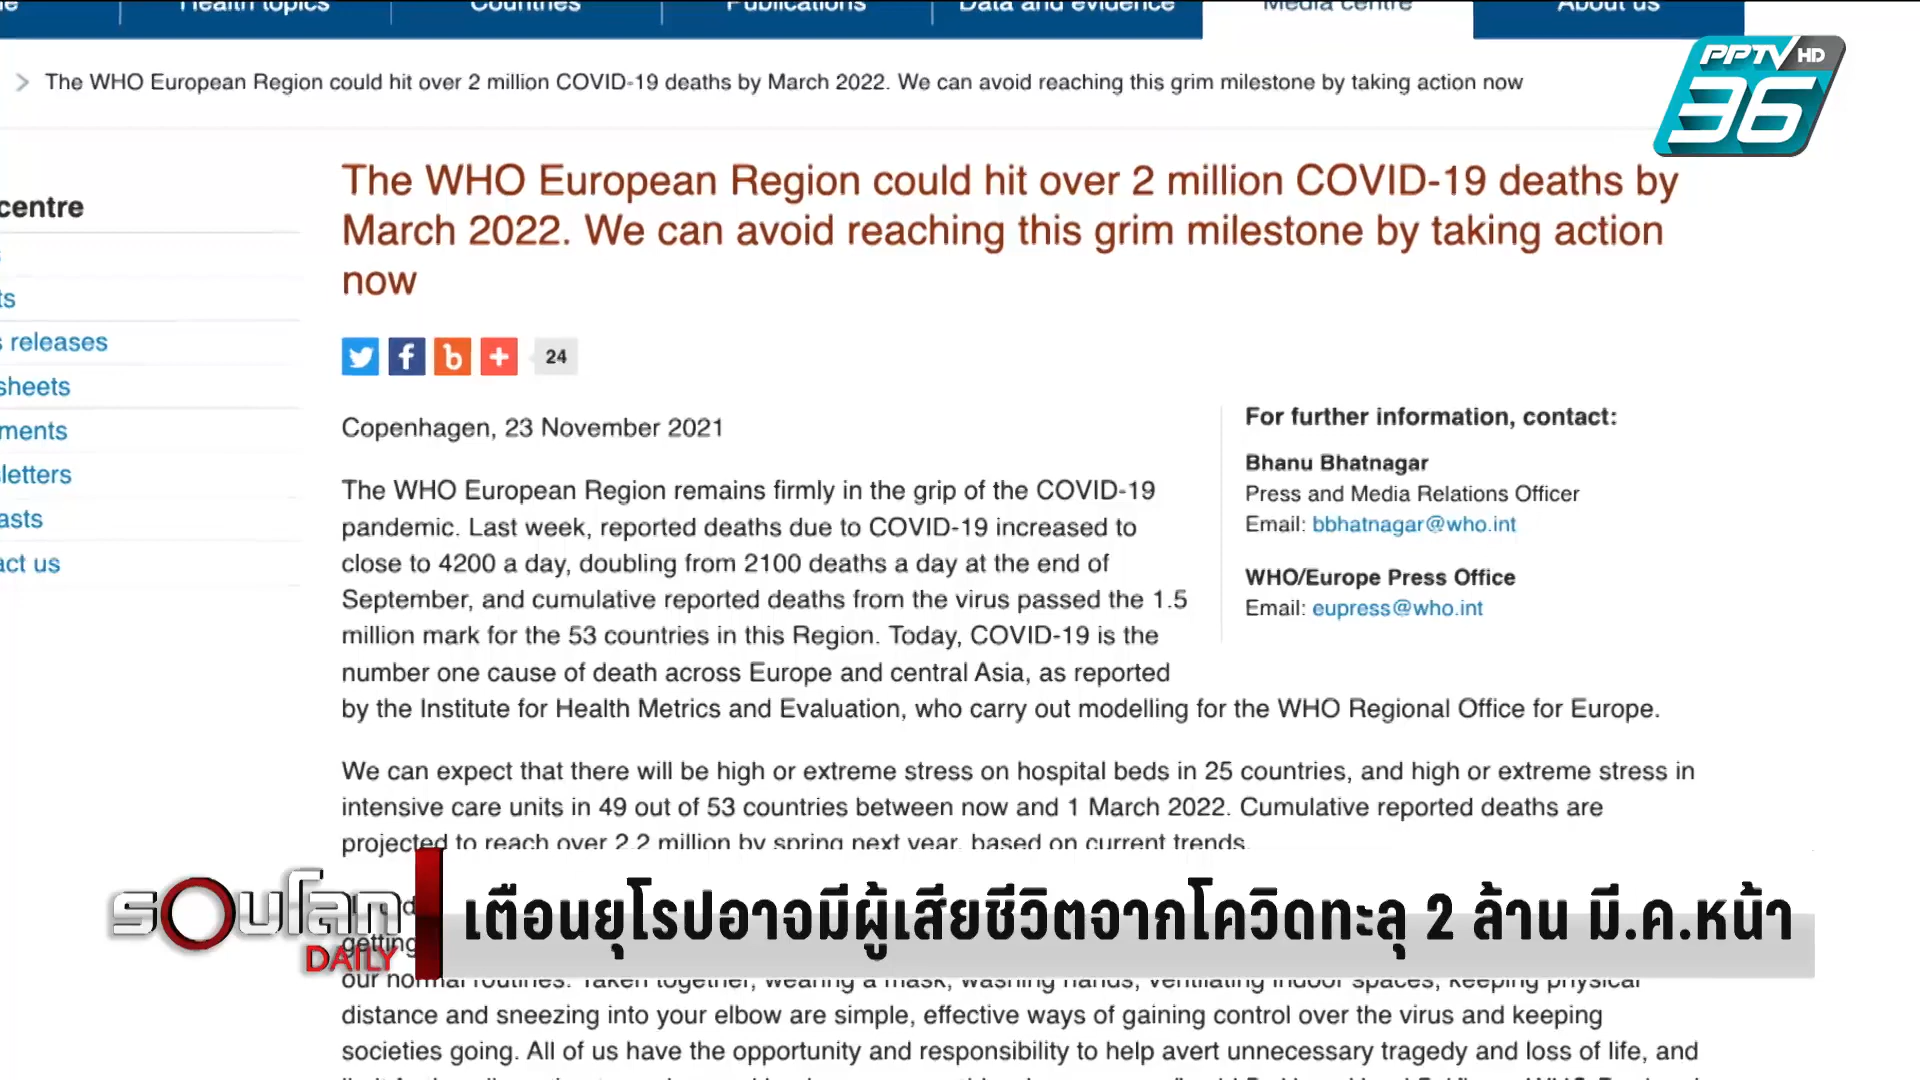 Health topics Countries Publications Data and evidence Media centre About us
PPTV HD
36
> The WHO European Region could hit over 2 million COVID-19 deaths by March 2022. We can avoid reaching this grim milestone by taking action now
The WHO European Region could hit over 2 million COVID-19 deaths by
March 2022. We can avoid reaching this grim milestone by taking action
now
centre
ts
releases
sheets
ments
letters
asts
act us
24
Copenhagen, 23 November 2021
The WHO European Region remains firmly in the grip of the COVID-19
pandemic. Last week, reported deaths due to COVID-19 increased to
close to 4200 a day, doubling from 2100 deaths a day at the end of
September, and cumulative reported deaths from the virus passed the 1.5
million mark for the 53 countries in this Region. Today, COVID-19 is the
number one cause of death across Europe and central Asia, as reported
by the Institute for Health Metrics and Evaluation, who carry out modelling for the WHO Regional Office for Europe.
For further information, contact:
Bhanu Bhatnagar
Press and Media Relations Officer
Email: bbhatnagar@who.int
WHO/Europe Press Office
Email: eupress@who.int
We can expect that there will be high or extreme stress on hospital beds in 25 countries, and high or extreme stress in
intensive care units in 49 out of 53 countries between now and 1 March 2022. Cumulative reported deaths are
projected to reach over 2.2 million by spring next year, based on current trends.
รอบโลก
DAILY
เตือนยุโรปอาจมีผู้เสียชีวิตจากโควิดทะลุ 2 ล้าน มี.ค.หน้า
getting
our normal routines. Taken together, wearing a mask, washing hands, ventilating indoor spaces, keeping physical
distance and sneezing into your elbow are simple, effective ways of gaining control over the virus and keeping
societies going. All of us have the opportunity and responsibility to help avert unnecessary tragedy and loss of life, and